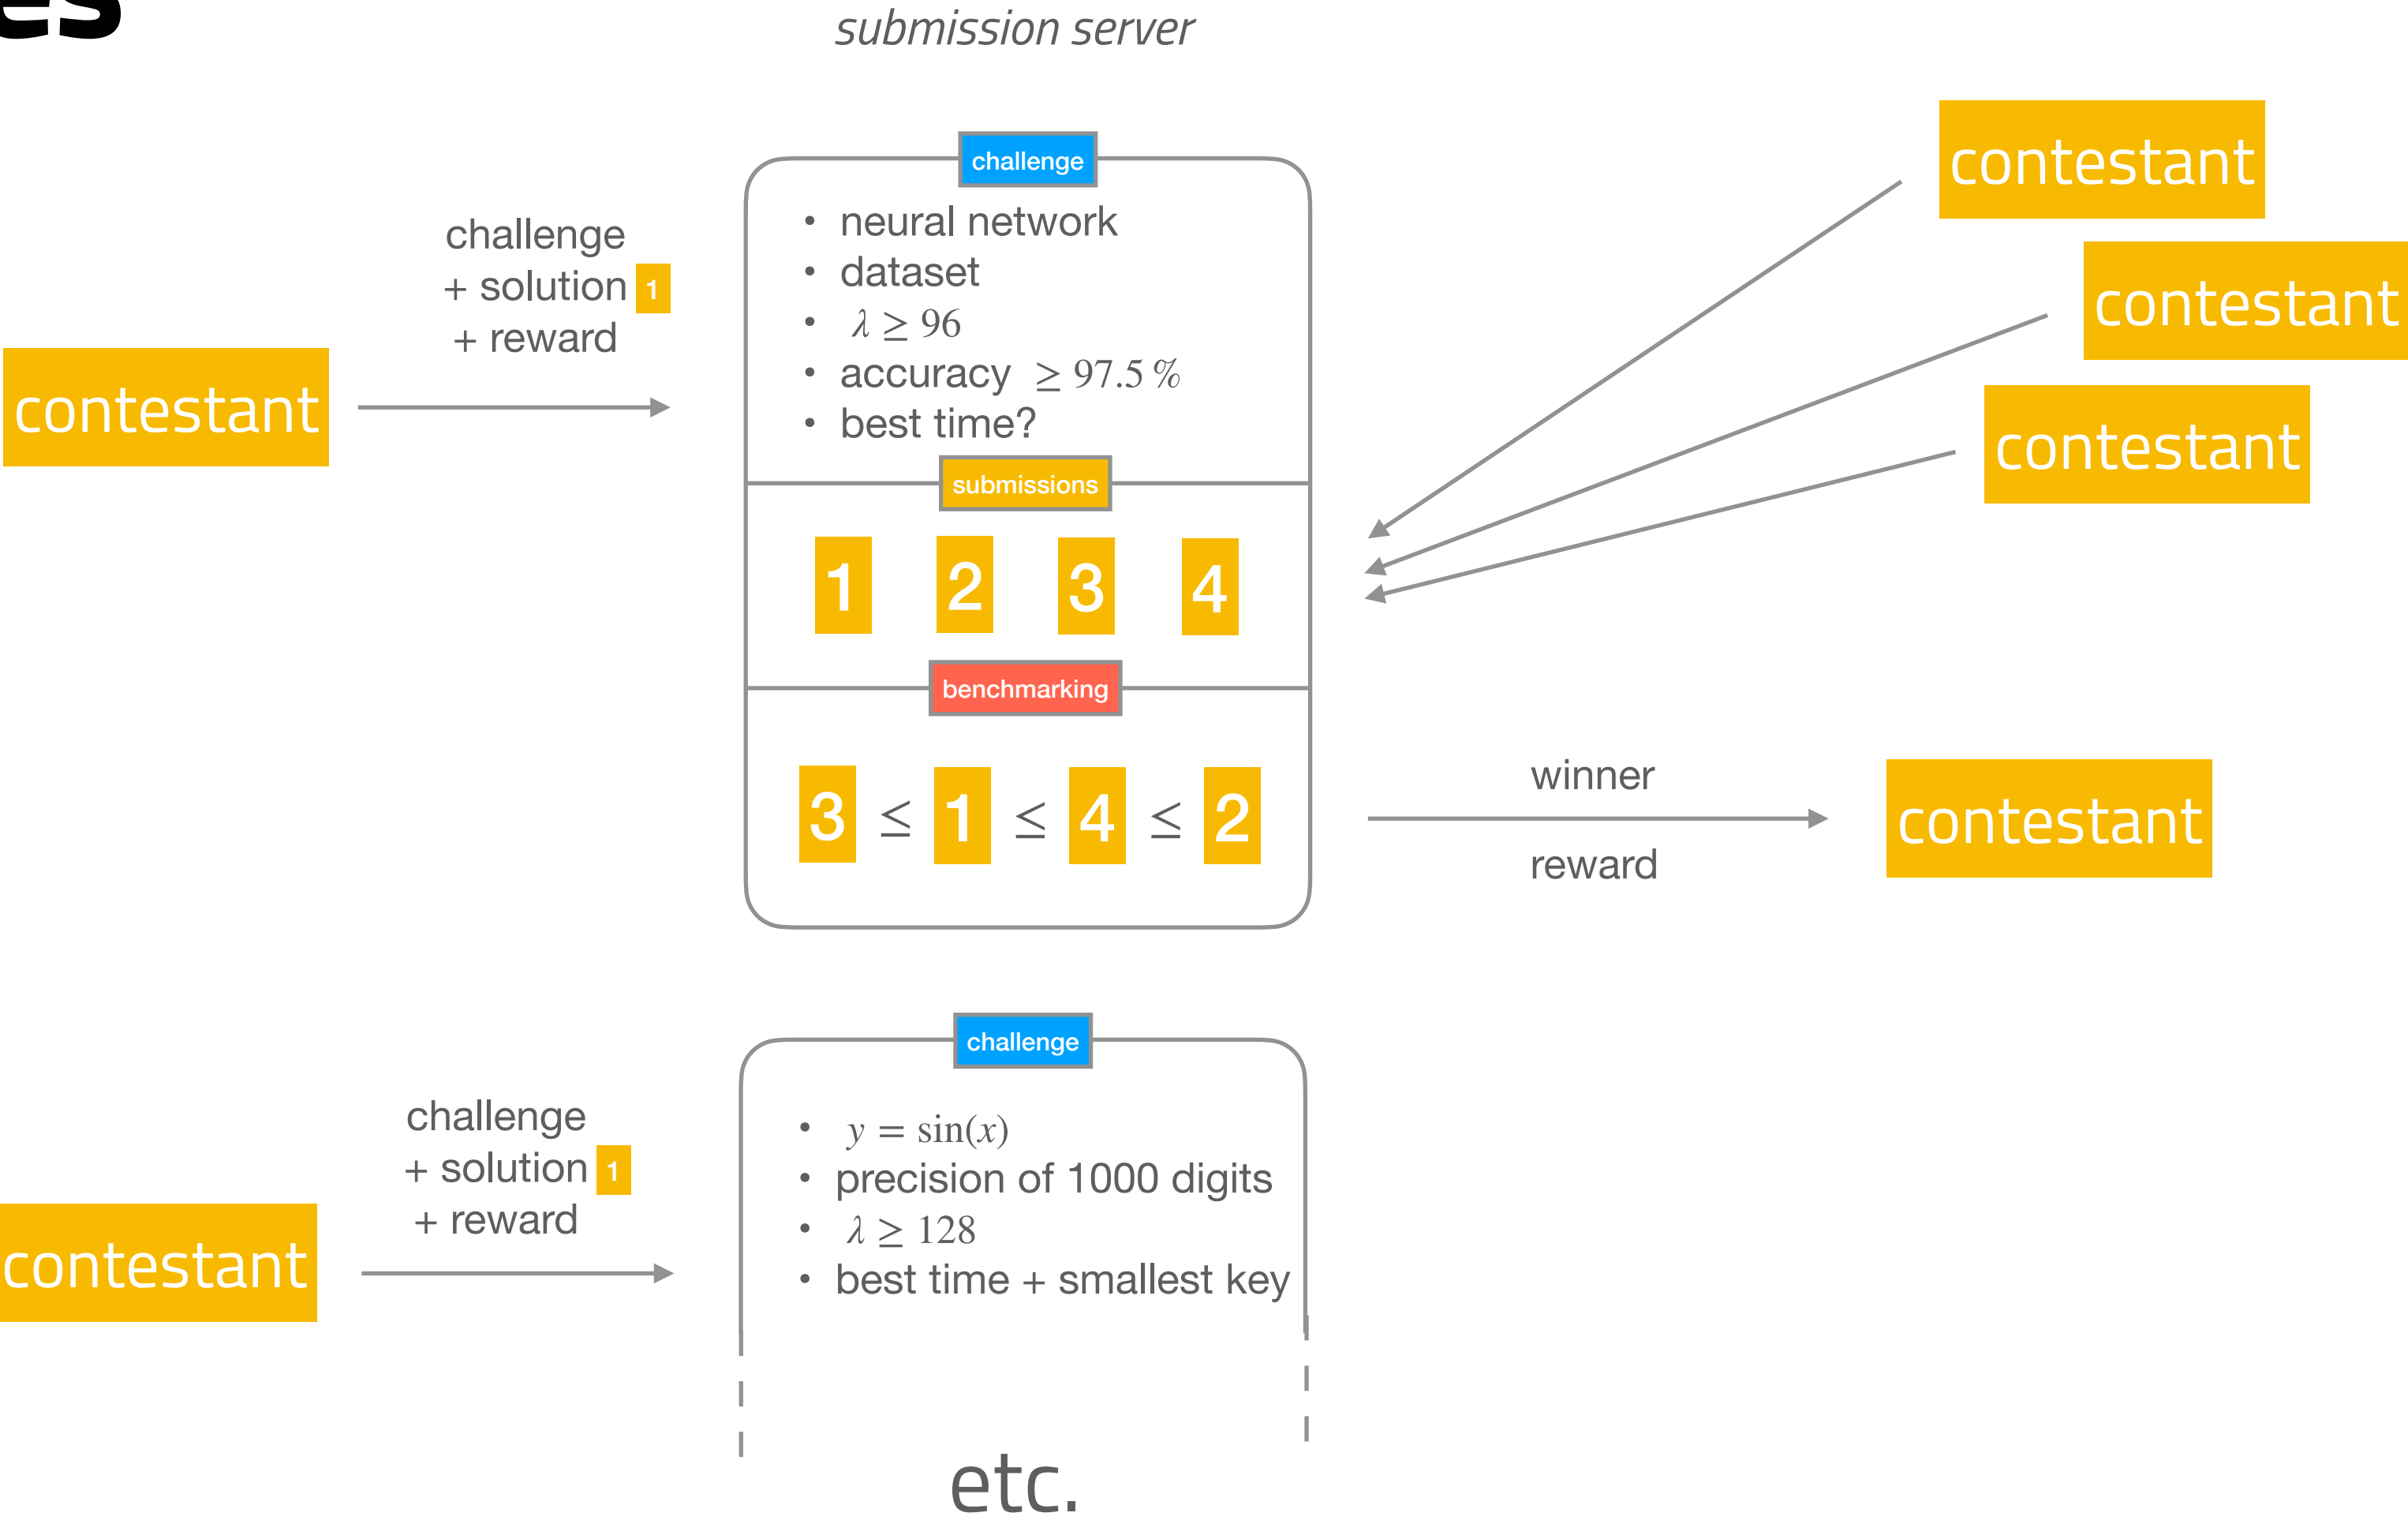 submission server
challenge
+ solution 1
+ reward
contestant
challenge
• neural network
• dataset
• λ ≥ 96
• accuracy ≥ 97.5 %
• best time?
submissions
1 2 3 4
benchmarking
3 ≤ 1 ≤ 4 ≤ 2
contestant
contestant
contestant
winner
reward
contestant
challenge
+ solution 1
+ reward
contestant
challenge
• y = sin(x)
• precision of 1000 digits
• λ ≥ 128
• best time + smallest key
etc.